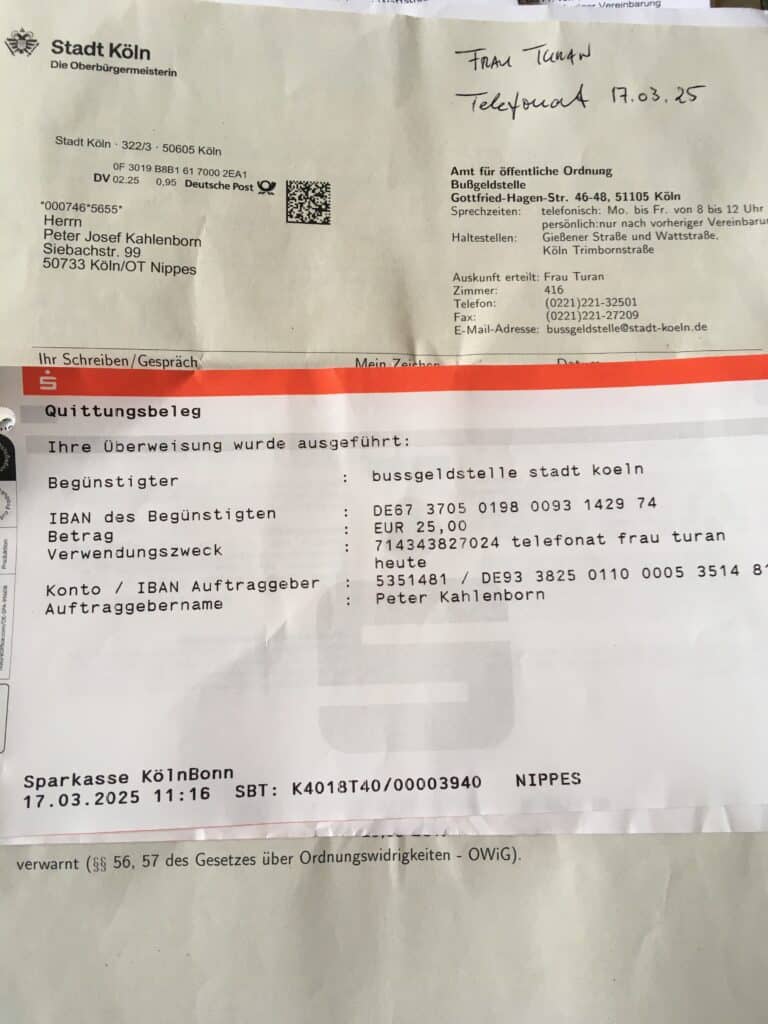 Vereinbarung
Stadt Köln
Die Oberbürgermeisterin
Frau Turan
Telefonat 17.03.25
Stadt Köln · 322/3 · 50605 Köln
0F 3019 B8B1 61 7000 2EA1
DV 02.25 0,95 Deutsche Post
*000746*5655*
Herrn
Peter Josef Kahlenborn
Siebachstr. 99
50733 Köln/OT Nippes
Amt für öffentliche Ordnung
Bußgeldstelle
Gottfried-Hagen-Str. 46-48, 51105 Köln
Sprechzeiten: telefonisch: Mo. bis Fr. von 8 bis 12 Uhr
persönlich:nur nach vorheriger Vereinbaru
Haltestellen: Gießener Straße und Wattstraße,
Köln Trimbornstraße
Auskunft erteilt: Frau Turan
Zimmer: 416
Telefon: (0221)221-32501
Fax: (0221)221-27209
E-Mail-Adresse: bussgeldstelle@stadt-koeln.de
Ihr Schreiben/Gespräch Mein Zeichen Datum
Quittungsbeleg
Ihre Überweisung wurde ausgeführt:
Begünstigter : bussgeldstelle stadt koeln
IBAN des Begünstigten : DE67 3705 0198 0093 1429 74
Betrag : EUR 25,00
Verwendungszweck : 714343827024 telefonat frau turan
heute
Konto / IBAN Auftraggeber : 5351481 / DE93 3825 0110 0005 3514 81
Auftraggebername : Peter Kahlenborn
Sparkasse KölnBonn
17.03.2025 11:16 SBT: K4018T40/00003940 NIPPES
verwarnt (§§ 56, 57 des Gesetzes über Ordnungswidrigkeiten - OWiG).